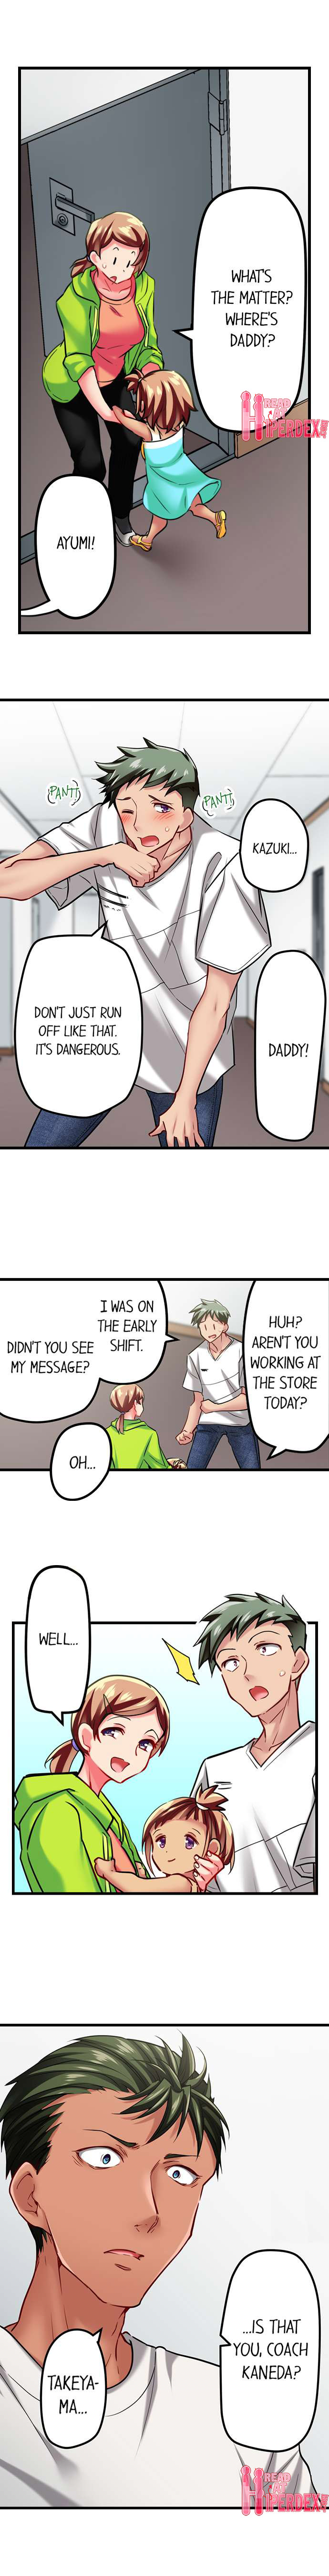 WHAT'S
THE MATTER?
WHERE'S
DADDY?
READ
AT
HIPERDEX
AYUMI!
PANT!
PANT!
KAZUKI...
DON'T JUST RUN
OFF LIKE THAT.
IT'S DANGEROUS.
DADDY!
HUH?
AREN'T YOU
WORKING AT
THE STORE
TODAY?
I WAS ON
THE EARLY
SHIFT.
DIDN'T YOU SEE
MY MESSAGE?
OH...
WELL...
...IS THAT
YOU, COACH
KANEDA?
TAKEYA-
MA...
READ
AT
HIPERDEX